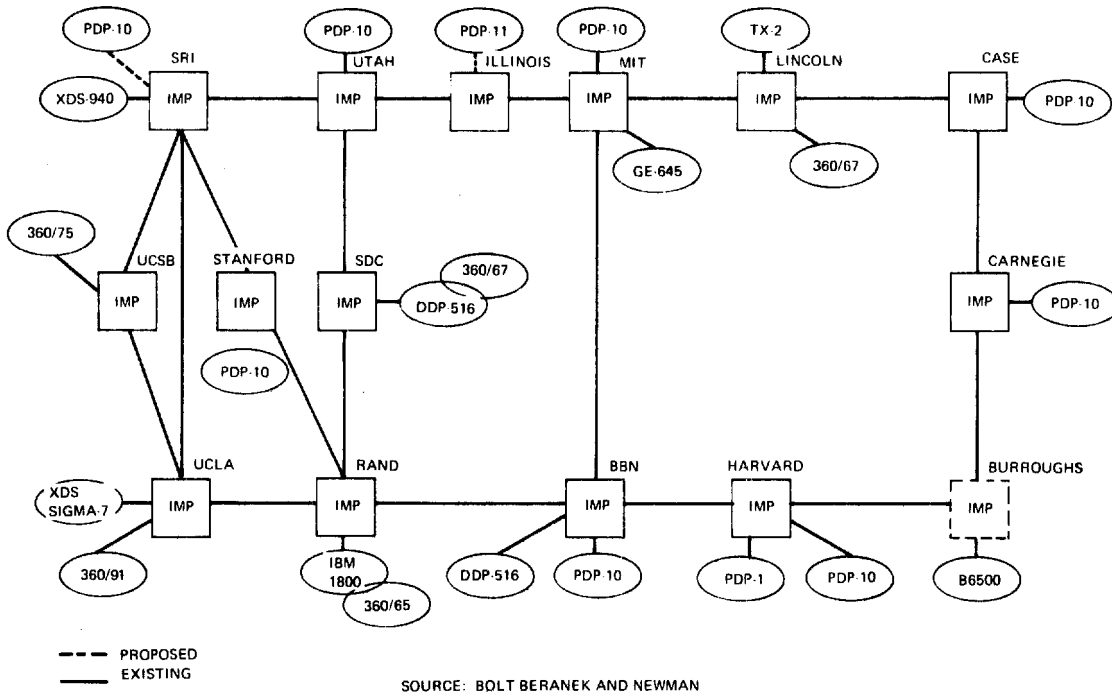 PDP-10
SRI
PDP-10
UTAH
PDP-11
ILLINOIS
PDP-10
MIT
TX-2
LINCOLN
CASE
XDS-940
IMP
IMP
IMP
IMP
IMP
IMP
PDP-10
GE-645
360/67
360/75
UCSB
STANFORD
SDC
360/67
CARNEGIE
IMP
IMP
IMP
DDP-516
IMP
PDP-10
PDP-10
UCLA
RAND
BBN
HARVARD
BURROUGHS
XDS
SIGMA-7
IMP
IMP
IMP
IMP
IMP
360/91
IBM
1800
360/65
DDP-516
PDP-10
PDP-1
PDP-10
B6500
PROPOSED
EXISTING
SOURCE: BOLT BERANEK AND NEWMAN